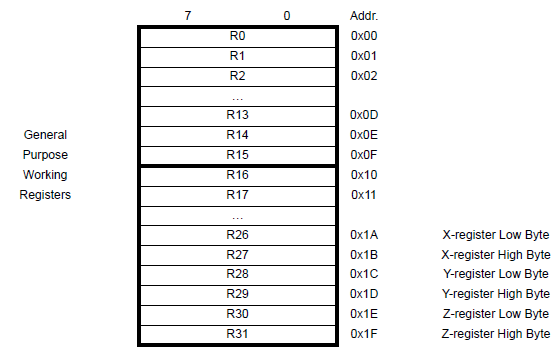 7 0 Addr.
R0 0x00
R1 0x01
R2 0x02
...
R13 0x0D
General R14 0x0E
Purpose R15 0x0F
Working R16 0x10
Registers R17 0x11
...
R26 0x1A X-register Low Byte
R27 0x1B X-register High Byte
R28 0x1C Y-register Low Byte
R29 0x1D Y-register High Byte
R30 0x1E Z-register Low Byte
R31 0x1F Z-register High Byte